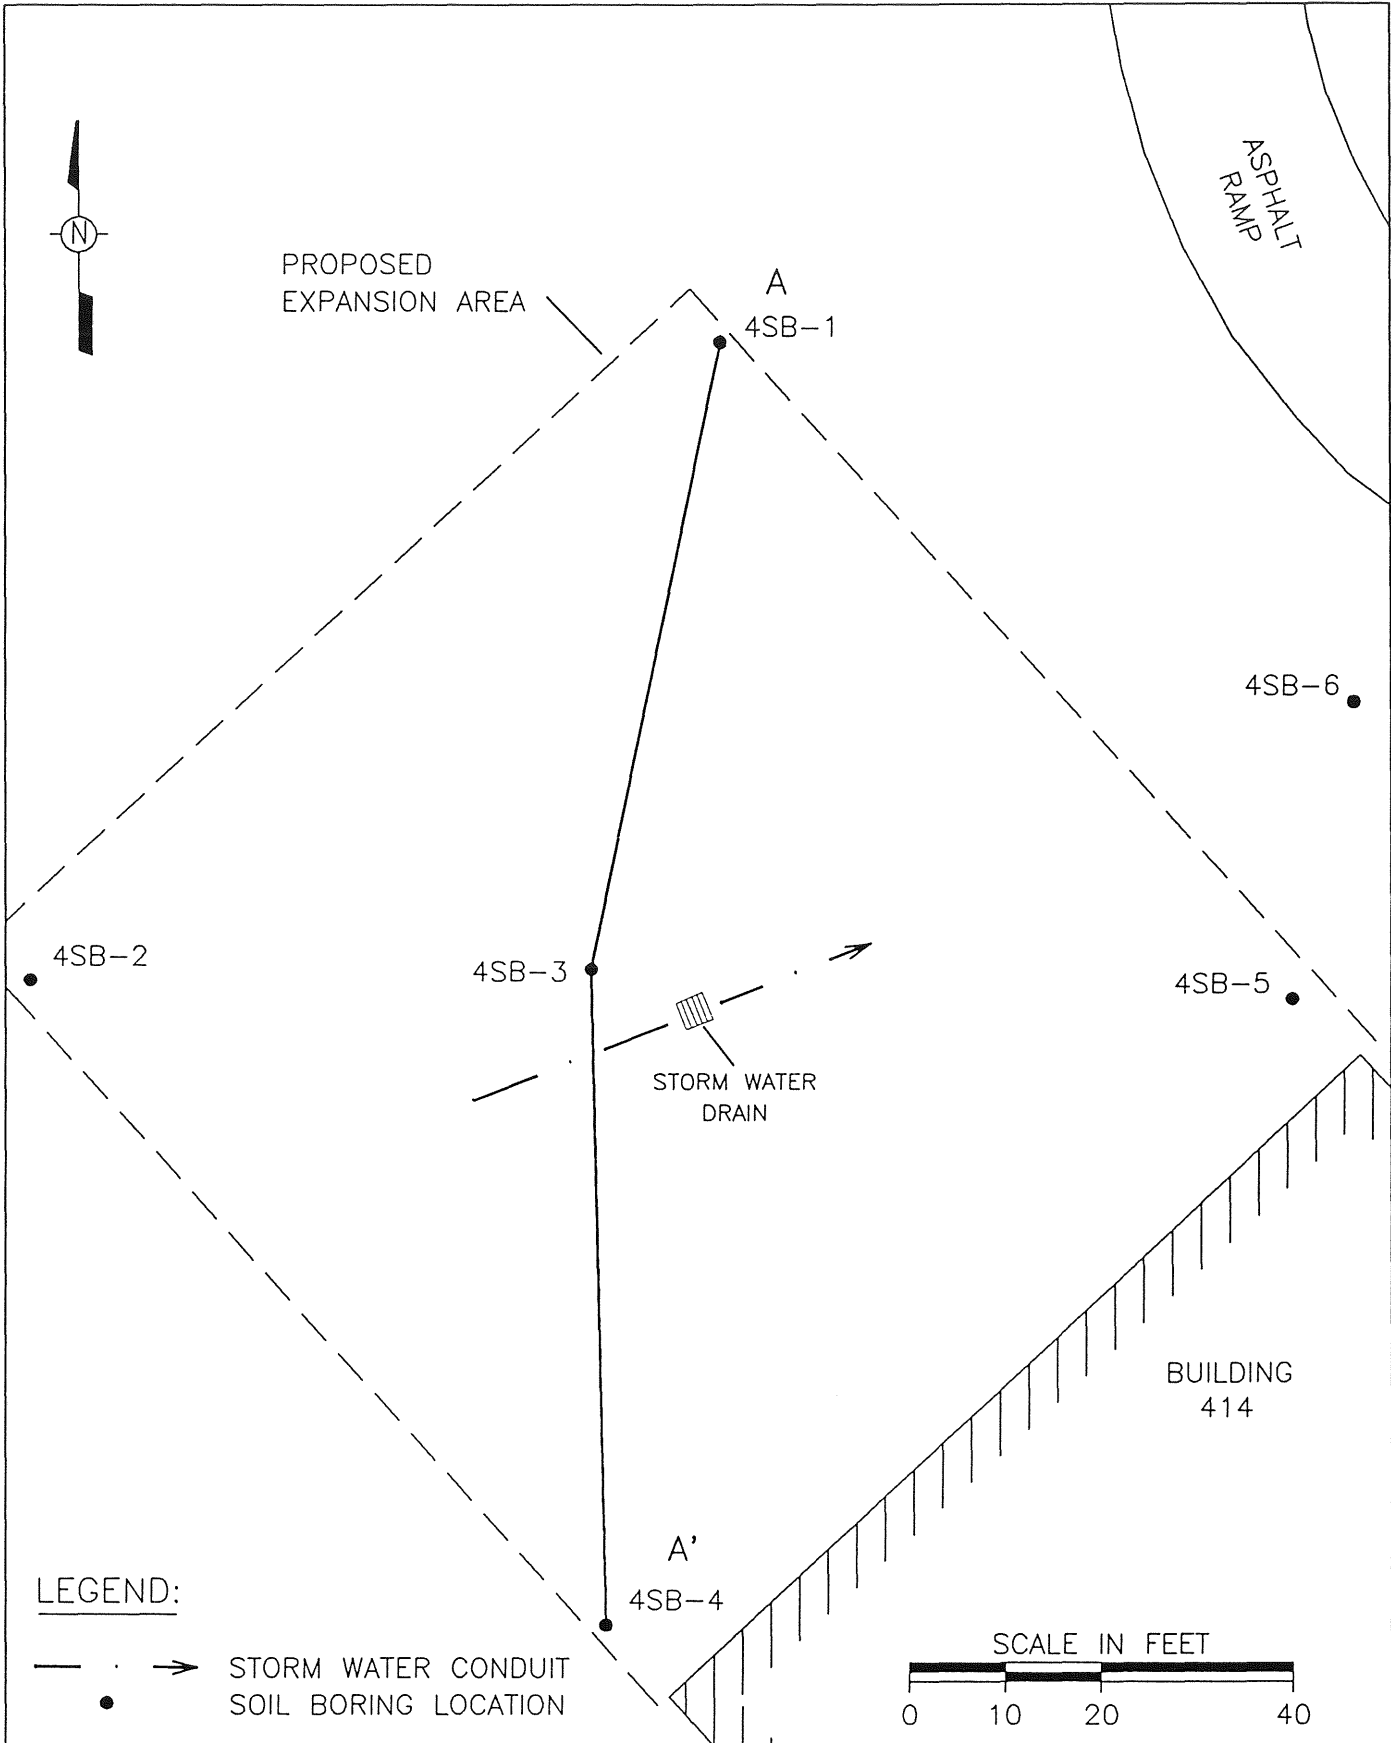 ASPHALT
RAMP
N
PROPOSED
EXPANSION AREA
A
4SB-1
4SB-6
4SB-2
4SB-3
4SB-5
STORM WATER
DRAIN
BUILDING
414
A'
4SB-4
LEGEND:
STORM WATER CONDUIT
SOIL BORING LOCATION
SCALE IN FEET
0 10 20 40